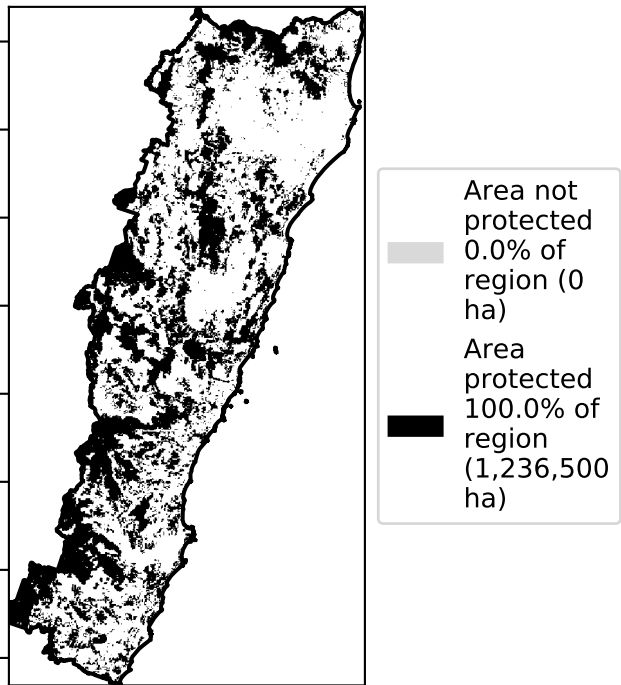 Area not
protected
0.0% of
region (0
ha)
Area
protected
100.0% of
region
(1,236,500
ha)